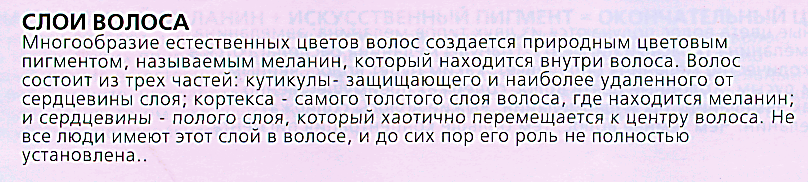 СЛОИ ВОЛОСА
Многообразие естественных цветов волос создается природным цветовым
пигментом, называемым меланин, который находится внутри волоса. Волос
состоит из трех частей: кутикулы- защищающего и наиболее удаленного от
сердцевины слоя; кортекса - самого толстого слоя волоса, где находится меланин;
и сердцевины - полого слоя, который хаотично перемещается к центру волоса. Не
все люди имеют этот слой в волосе, и до сих пор его роль не полностью
установлена..